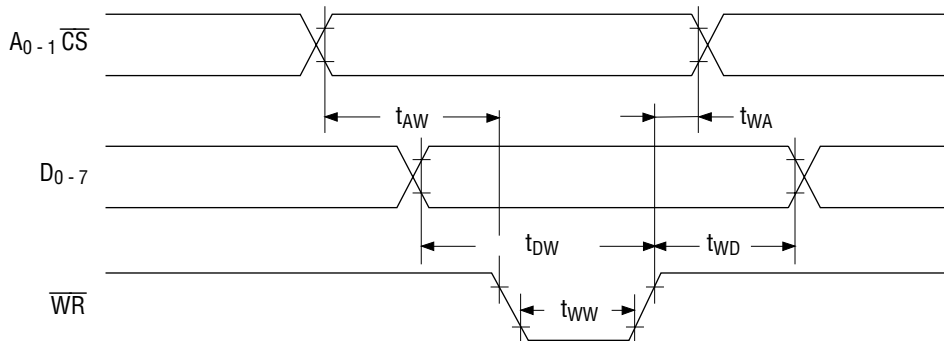 A0 - 1 CS
tAW
tWA
D0 - 7
tDW
tWD
WR
tWW